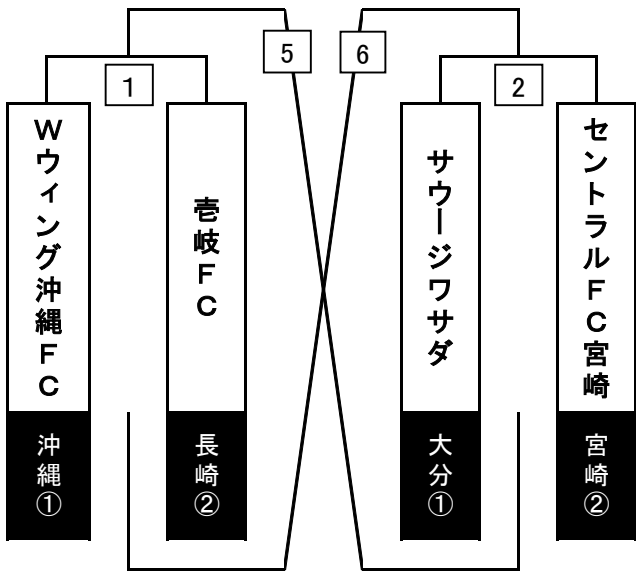 5
6
1
2
Wウィング沖縄FC
壱岐FC
サウージワサダ
セントラルFC宮崎
沖縄①
長崎②
大分①
宮崎②